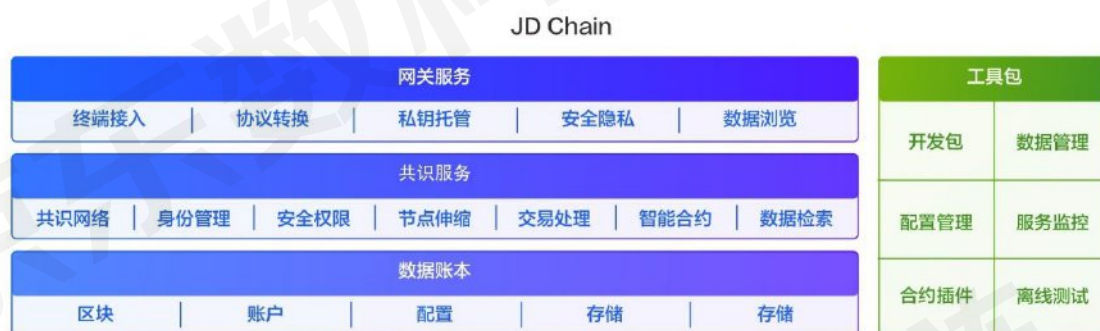 JD Chain
网关服务
终端接入 协议转换 私钥托管 安全隐私 数据浏览
共识服务
共识网络 身份管理 安全权限 节点伸缩 交易处理 智能合约 数据检索
数据账本
区块 账户 配置 存储 存储
工具包
开发包 数据管理
配置管理 服务监控
合约插件 离线测试